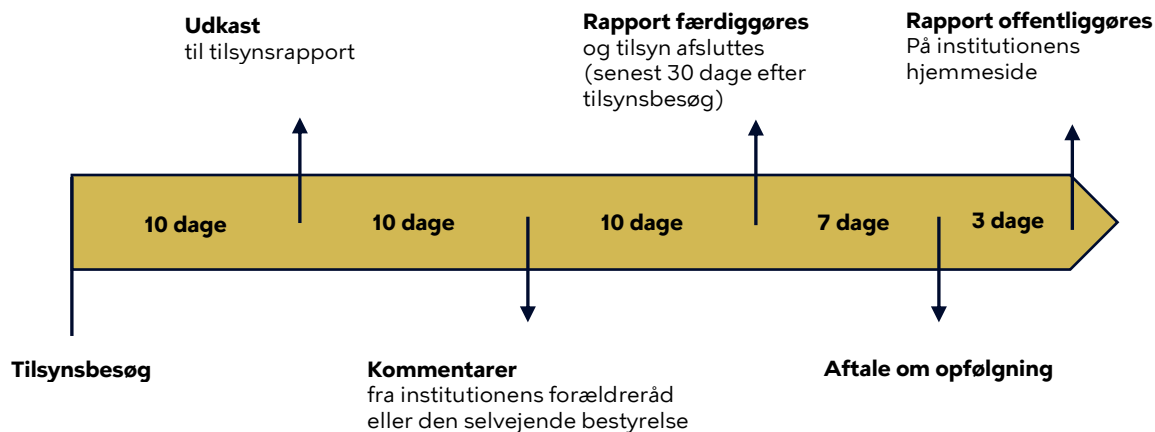 Udkast
til tilsynsrapport
Rapport færdiggøres
og tilsyn afsluttes
(senest 30 dage efter
tilsynsbesøg)
Rapport offentliggøres
På institutionens
hjemmeside
10 dage
10 dage
10 dage
7 dage
3 dage
Tilsynsbesøg
Kommentarer
fra institutionens forældreråd
eller den selvejende bestyrelse
Aftale om opfølgning